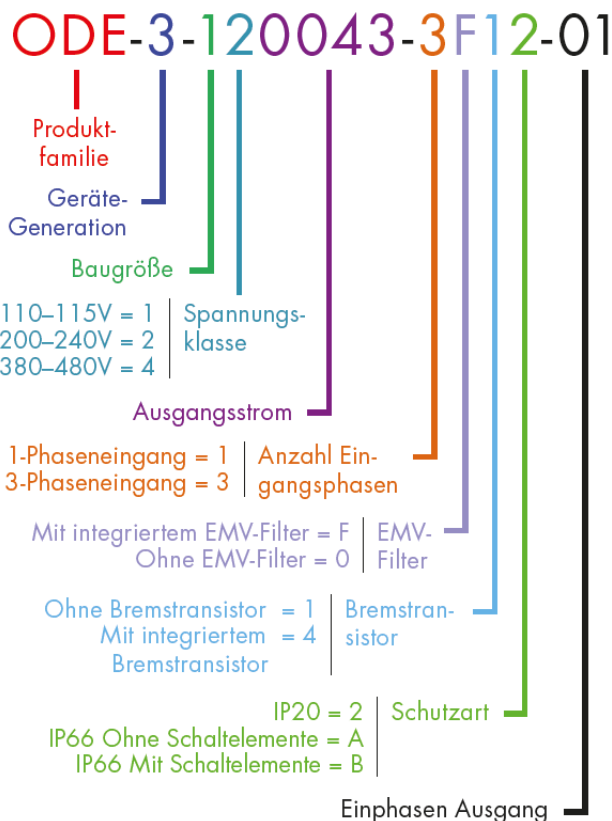 ODE-3-120043-3F12-01
Produkt-
familie
Geräte-
Generation
Baugröße
110–115V = 1
200–240V = 2
380–480V = 4
Spannungs-
klasse
Ausgangsstrom
1-Phaseneingang = 1
3-Phaseneingang = 3
Anzahl Ein-
gangsphasen
Mit integriertem EMV-Filter = F
Ohne EMV-Filter = 0
EMV-
Filter
Ohne Bremstransistor = 1
Mit integriertem = 4
Bremstransistor
Bremstran-
sistor
IP20 = 2
IP66 Ohne Schaltelemente = A
IP66 Mit Schaltelemente = B
Schutzart
Einphasen Ausgang